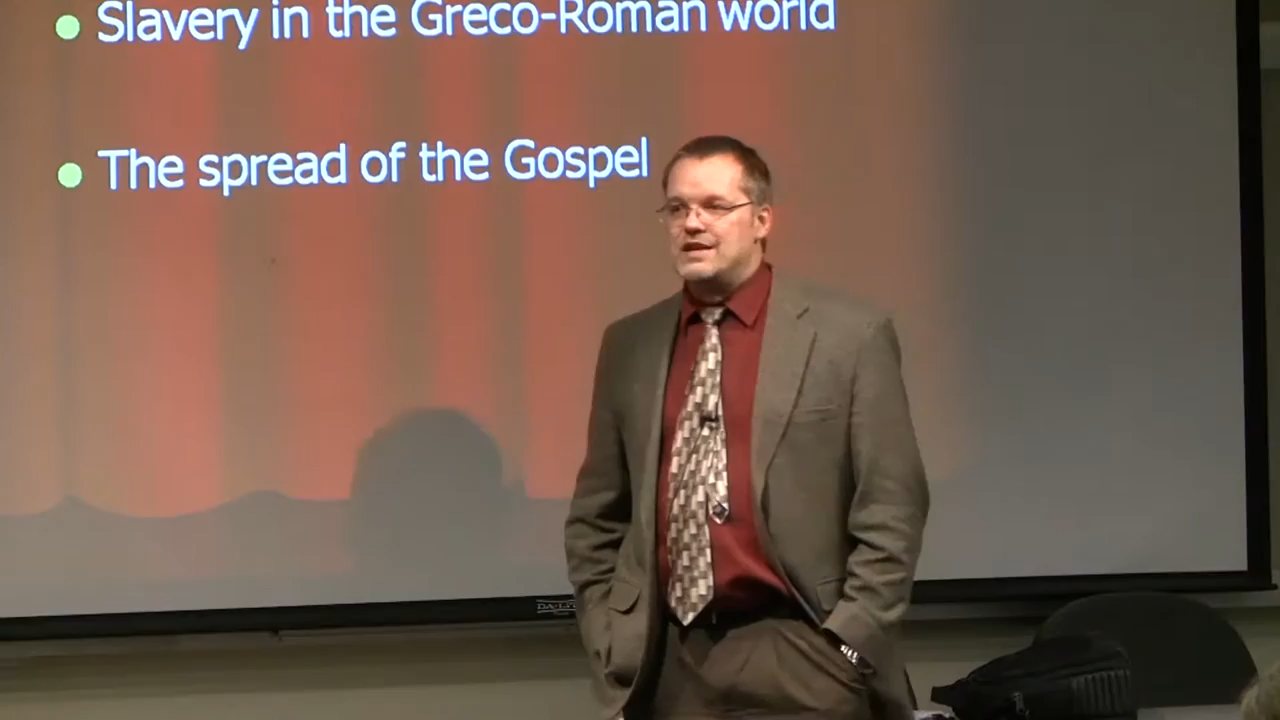 Slavery in the Greco-Roman world
The spread of the Gospel